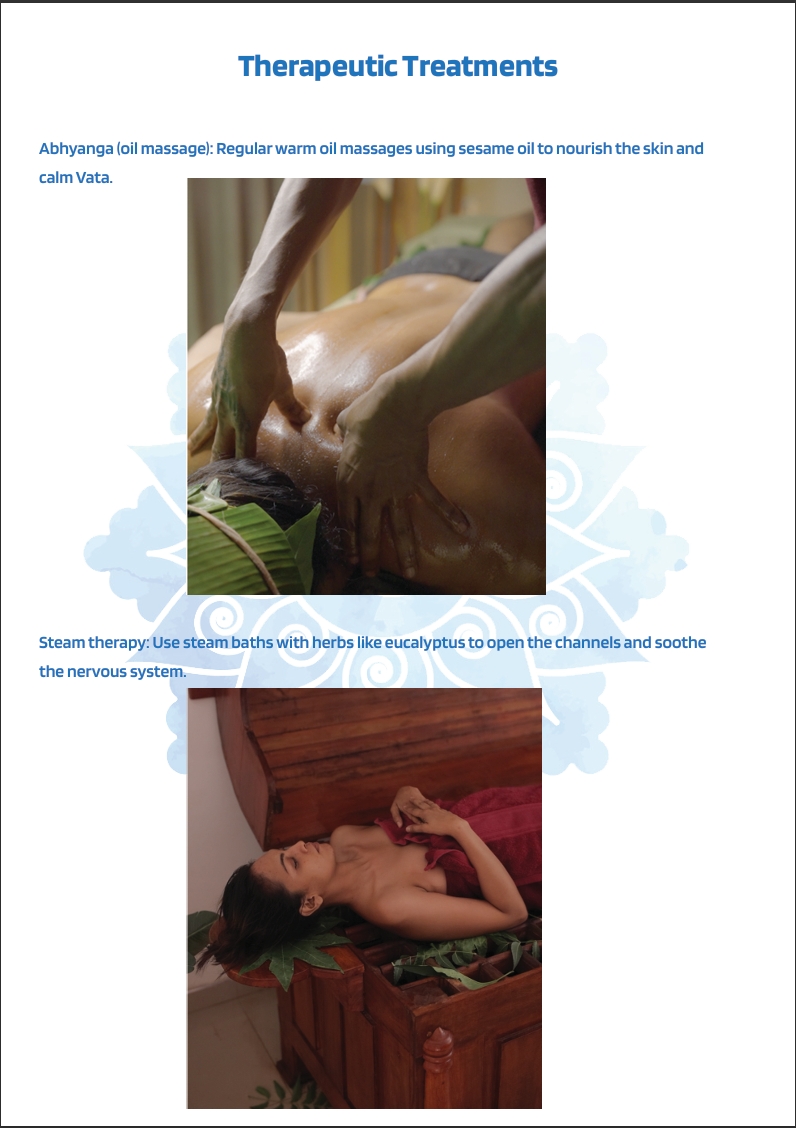 Therapeutic Treatments
Abhyanga (oil massage): Regular warm oil massages using sesame oil to nourish the skin and
calm Vata.
Steam therapy: Use steam baths with herbs like eucalyptus to open the channels and soothe
the nervous system.